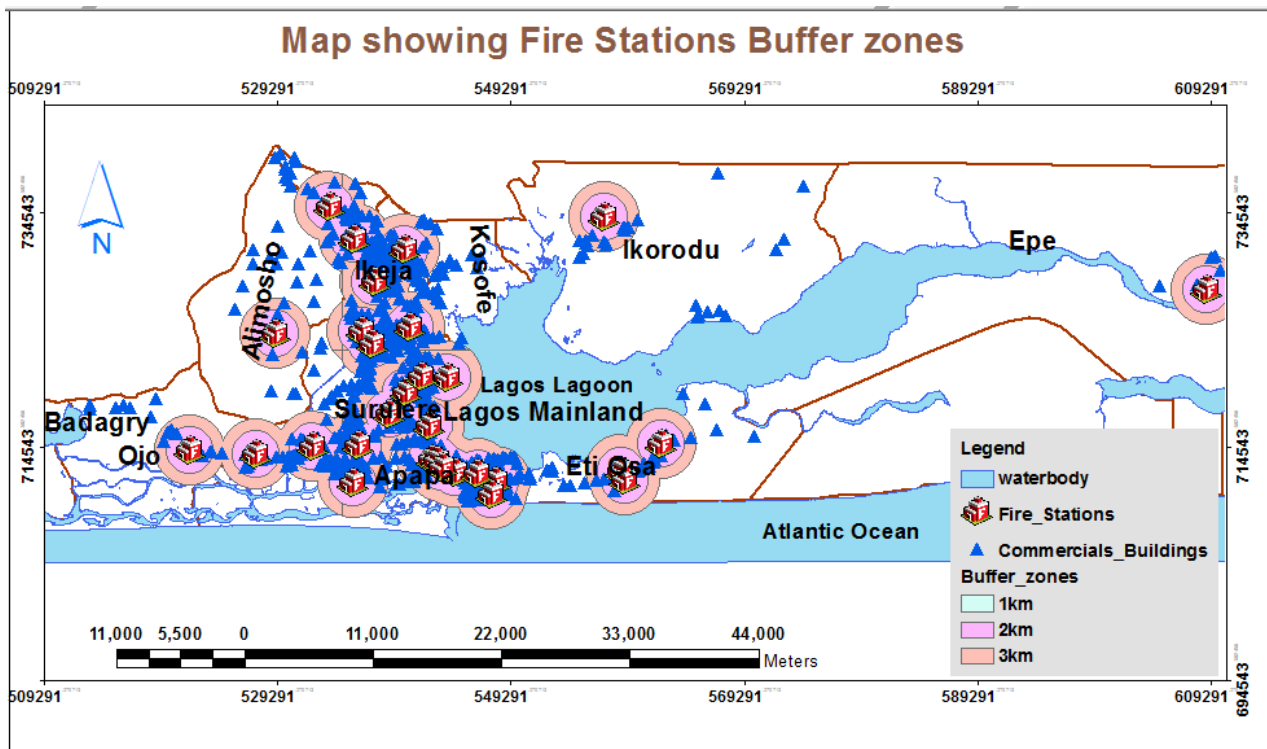 Map showing Fire Stations Buffer zones
509291 529291 549291 569291 589291 609291
734543
734543
N
Ikeja
Alimosho
Kosofe
Ikorodu
Epe
Lagos Lagoon
Surulere
Lagos Mainland
Badagry
Ojo
Apapa
Eti Osa
714543
714543
Atlantic Ocean
Legend
waterbody
Fire_Stations
Commercials_Buildings
Buffer_zones
1km
2km
3km
11,000 5,500 0 11,000 22,000 33,000 44,000
Meters
509291 529291 549291 569291 589291 609291
694543